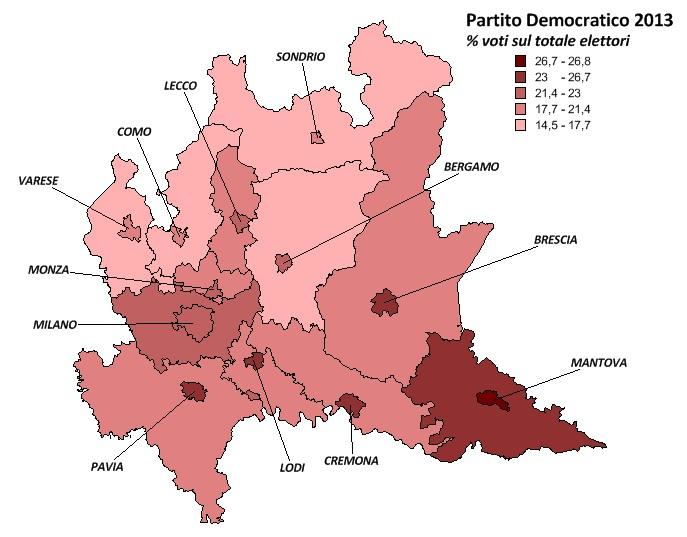 Partito Democratico 2013
% voti sul totale elettori
26,7 - 26,8
23 - 26,7
21,4 - 23
17,7 - 21,4
14,5 - 17,7
SONDRIO
LECCO
COMO
BERGAMO
VARESE
BRESCIA
MONZA
MILANO
MANTOVA
PAVIA
LODI
CREMONA